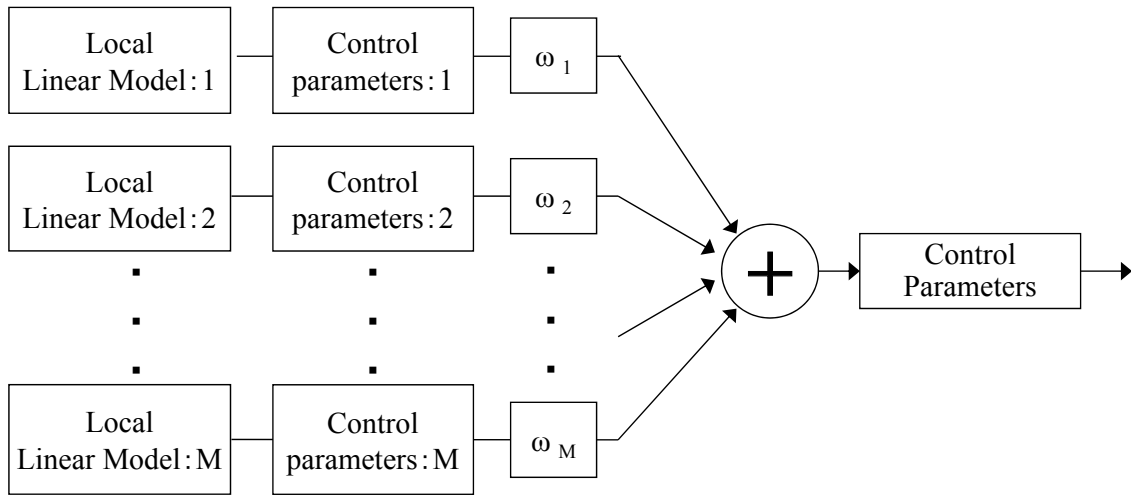 Local
Linear Model:1
Control
parameters:1
ω 1
Local
Linear Model:2
Control
parameters:2
ω 2
+
Control
Parameters
Local
Linear Model:M
Control
parameters:M
ω M